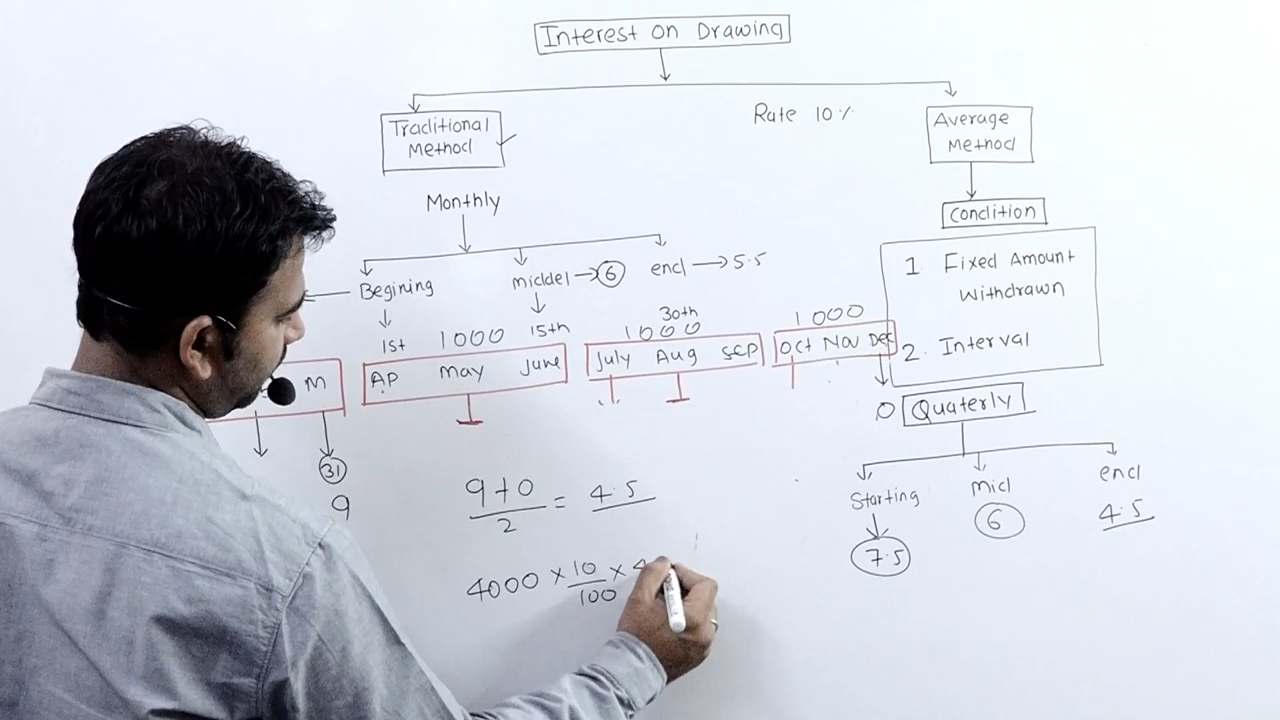 Interest on Drawing
Traditional
Method
Rate 10%
Average
Method
Monthly
Condition
Begining
middel → 6
end → 5.5
1. Fixed Amount
Withdrawn
2. Interval
1st
1000
15th
30th
1000
1000
M
AP May June
July Aug Sep
Oct Nov Dec
31
9
0
Quaterly
9+0
2
= 4.5
Starting
mid
end
7.5
6
4.5
4000 × 10
100
× 4